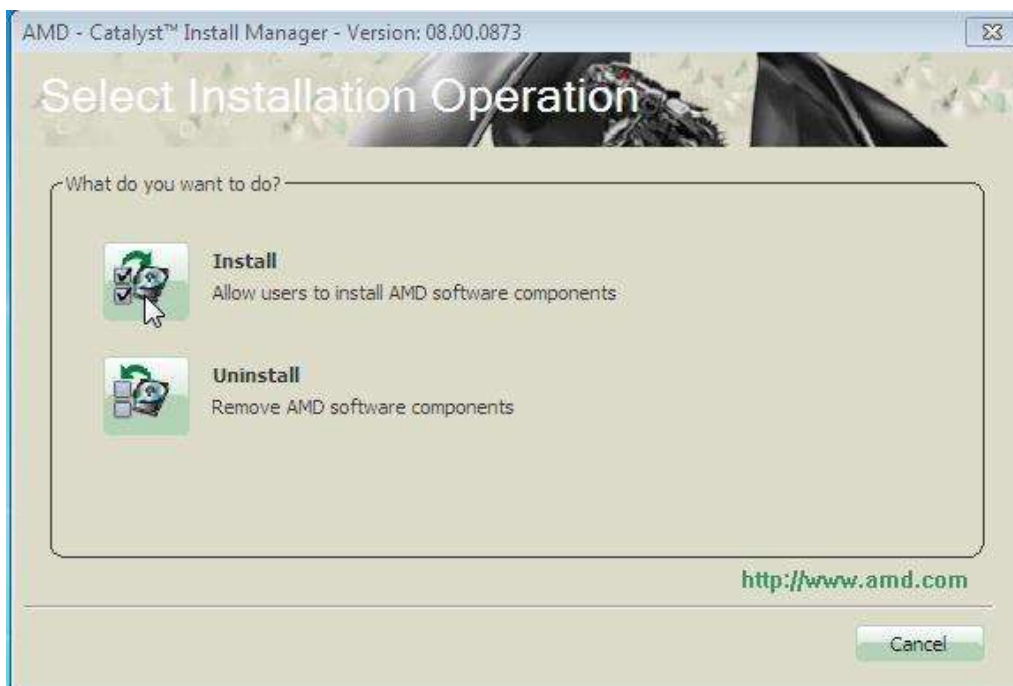 AMD - Catalyst™ Install Manager - Version: 08.00.0873
Select Installation Operation
What do you want to do?
Install
Allow users to install AMD software components
Uninstall
Remove AMD software components
http://www.amd.com
Cancel